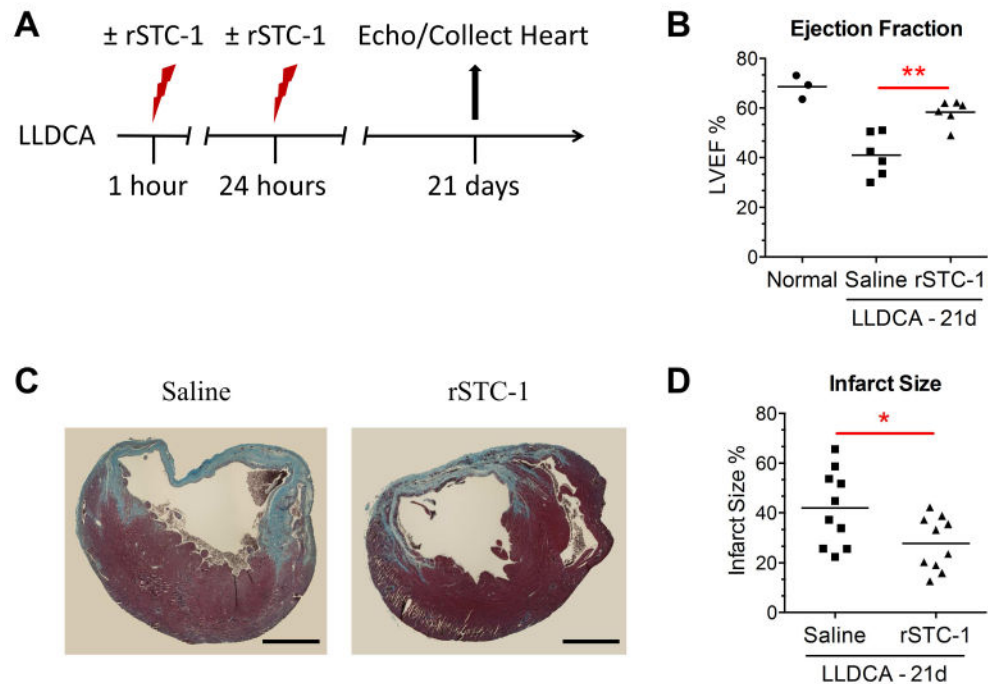 A
± rSTC-1 ± rSTC-1 Echo/Collect Heart
LLDCA
1 hour 24 hours 21 days
B
Ejection Fraction
**
LVEF %
80
60
40
20
0
Normal Saline rSTC-1
LLDCA - 21d
C
Saline rSTC-1
D
Infarct Size
*
Infarct Size %
80
60
40
20
0
Saline rSTC-1
LLDCA - 21d